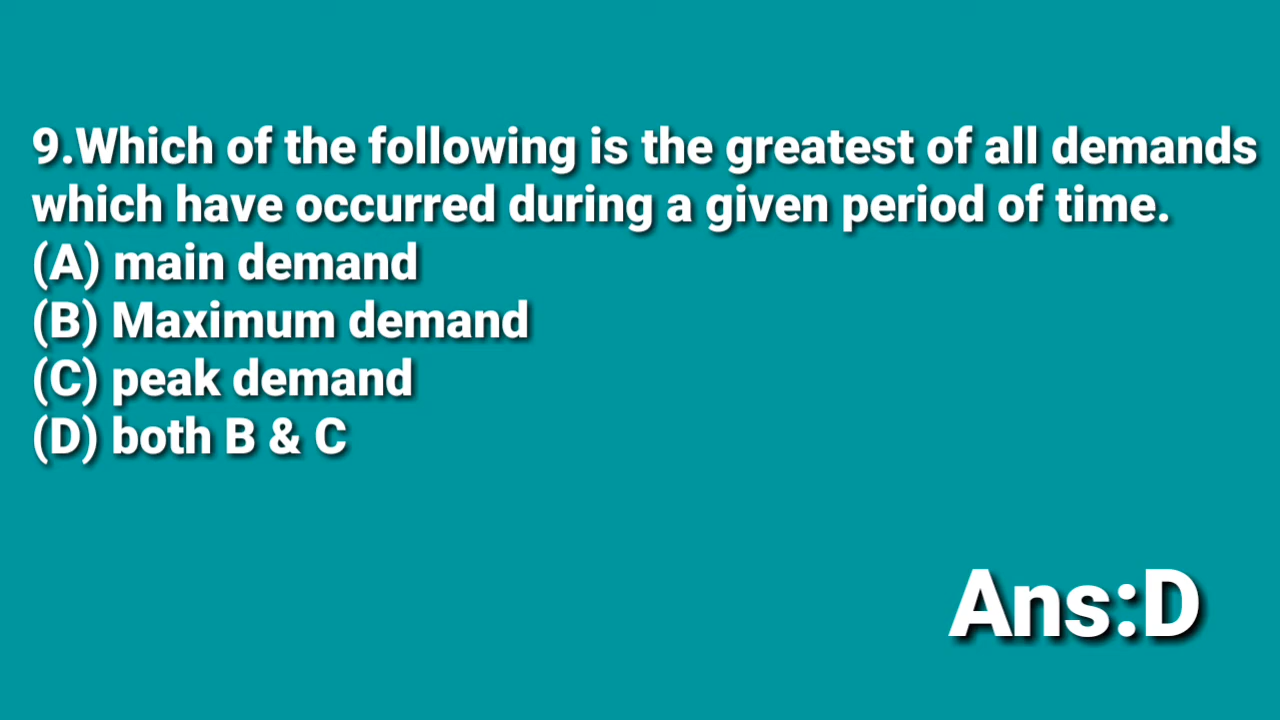 9.Which of the following is the greatest of all demands
which have occurred during a given period of time.
(A) main demand
(B) Maximum demand
(C) peak demand
(D) both B & C
Ans:D